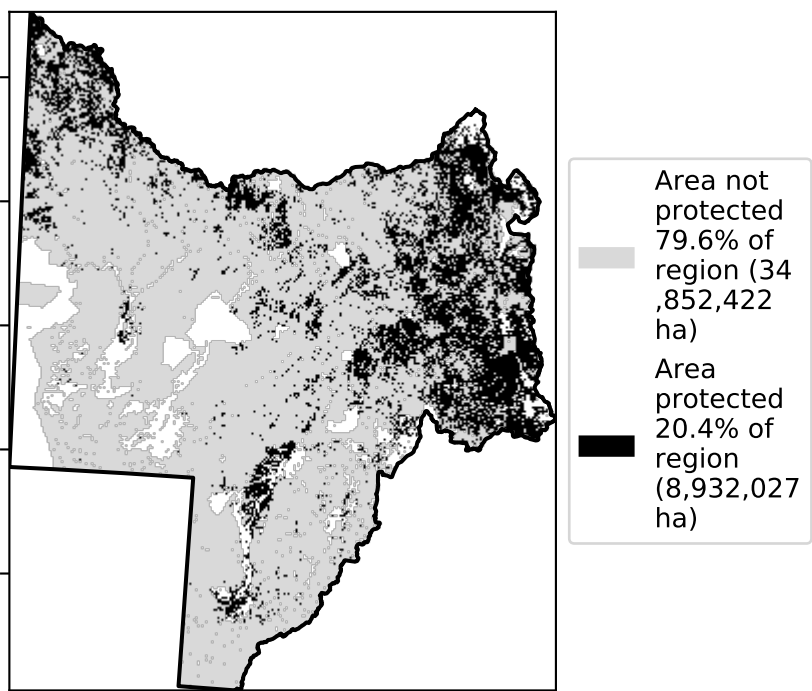 Area not
protected
79.6% of
region (34
,852,422
ha)
Area
protected
20.4% of
region
(8,932,027
ha)